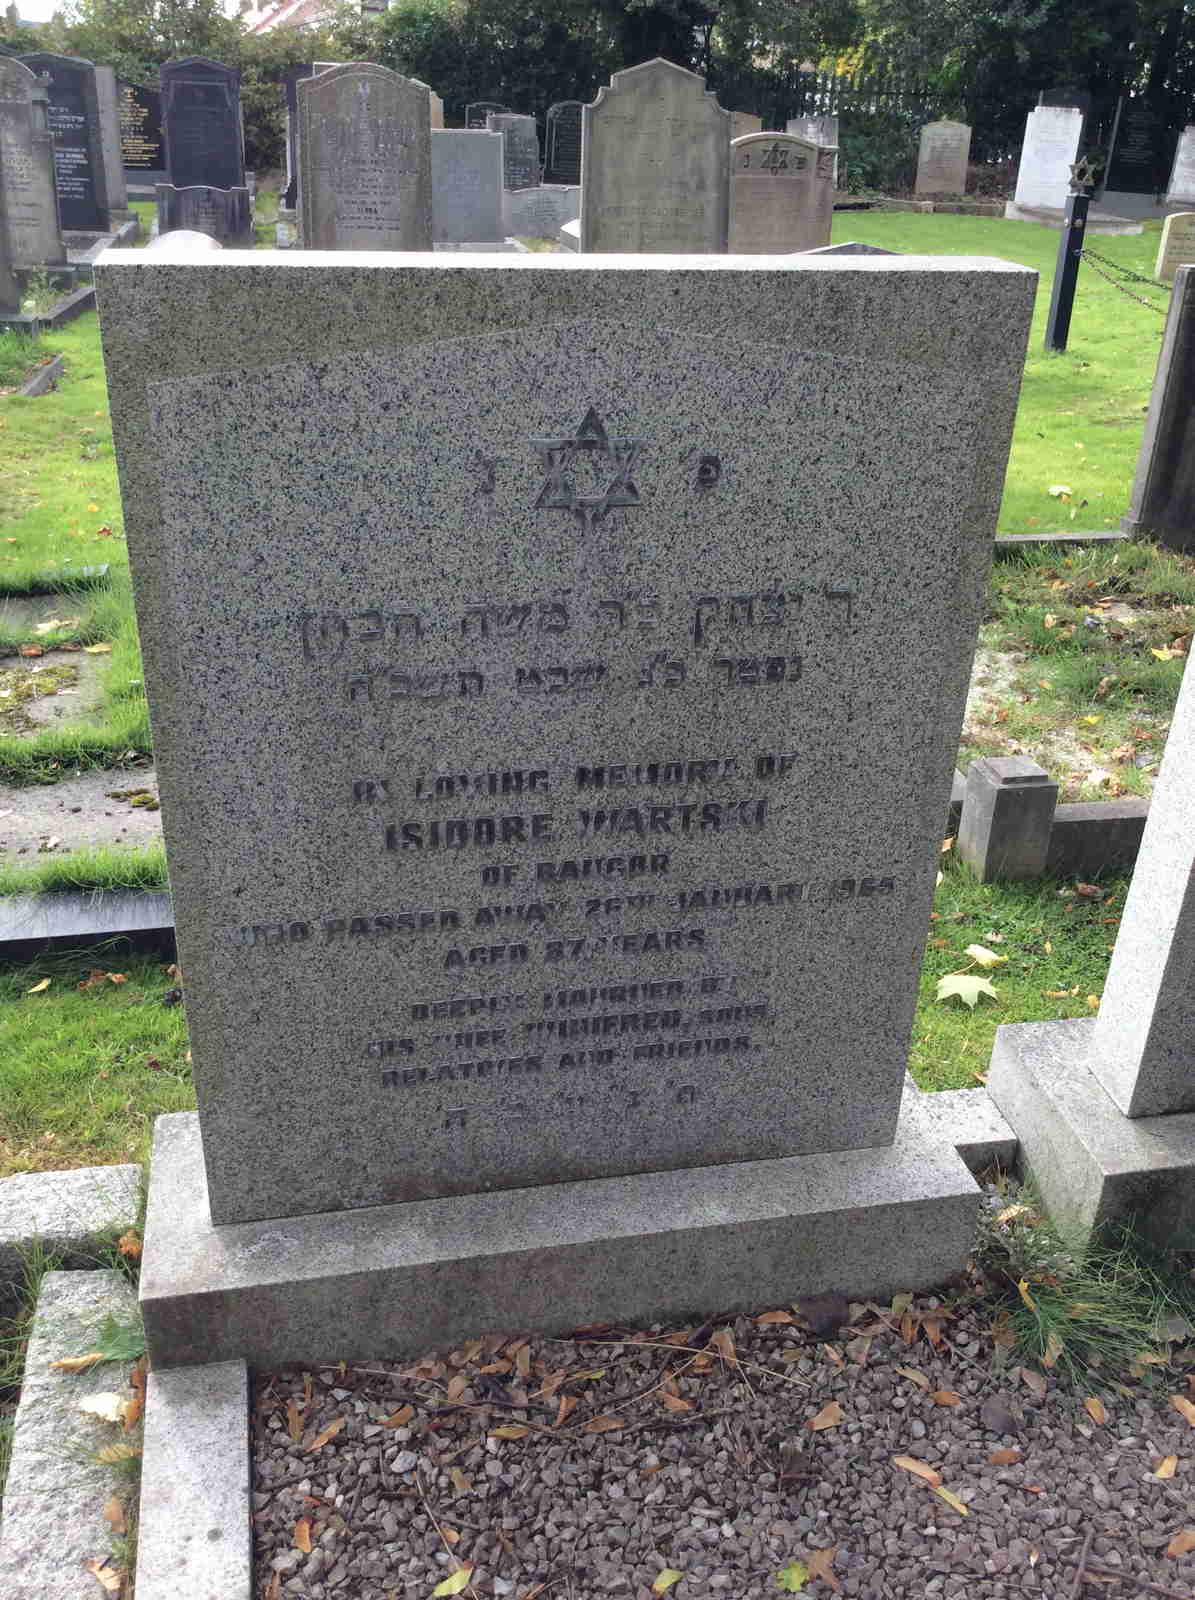 פ' נ'
ר יצחק ב"ר משה הכהן
נפטר כ"ג שבט תשכ"ה
IN LOVING MEMORY OF
ISIDORE WARTSKI
OF BANGOR
WHO PASSED AWAY 26TH JANUARY 1965
AGED 87 YEARS
DEEPLY MOURNED BY
HIS WIFE WINIFRED, SONS,
RELATIVES AND FRIENDS.
ת' נ' צ' ב' ה'